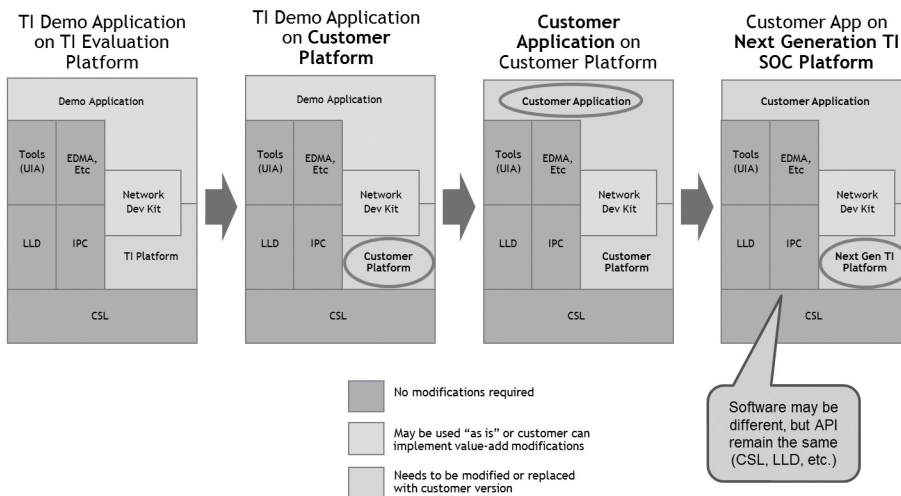 TI Demo Application
on TI Evaluation
Platform
Demo Application
Tools
(UIA)
EDMA,
Etc
Network
Dev Kit
LLD
IPC
TI Platform
CSL
TI Demo Application
on Customer
Platform
Demo Application
Tools
(UIA)
EDMA,
Etc
Network
Dev Kit
LLD
IPC
Customer
Platform
CSL
Customer
Application on
Customer Platform
Customer Application
Tools
(UIA)
EDMA,
Etc
Network
Dev Kit
LLD
IPC
Customer
Platform
CSL
Customer App on
Next Generation TI
SOC Platform
Customer Application
Tools
(UIA)
EDMA,
Etc
Network
Dev Kit
LLD
IPC
Next Gen TI
Platform
CSL
No modifications required
May be used “as is” or customer can
implement value-add modifications
Needs to be modified or replaced
with customer version
Software may be
different, but API
remain the same
(CSL, LLD, etc.)